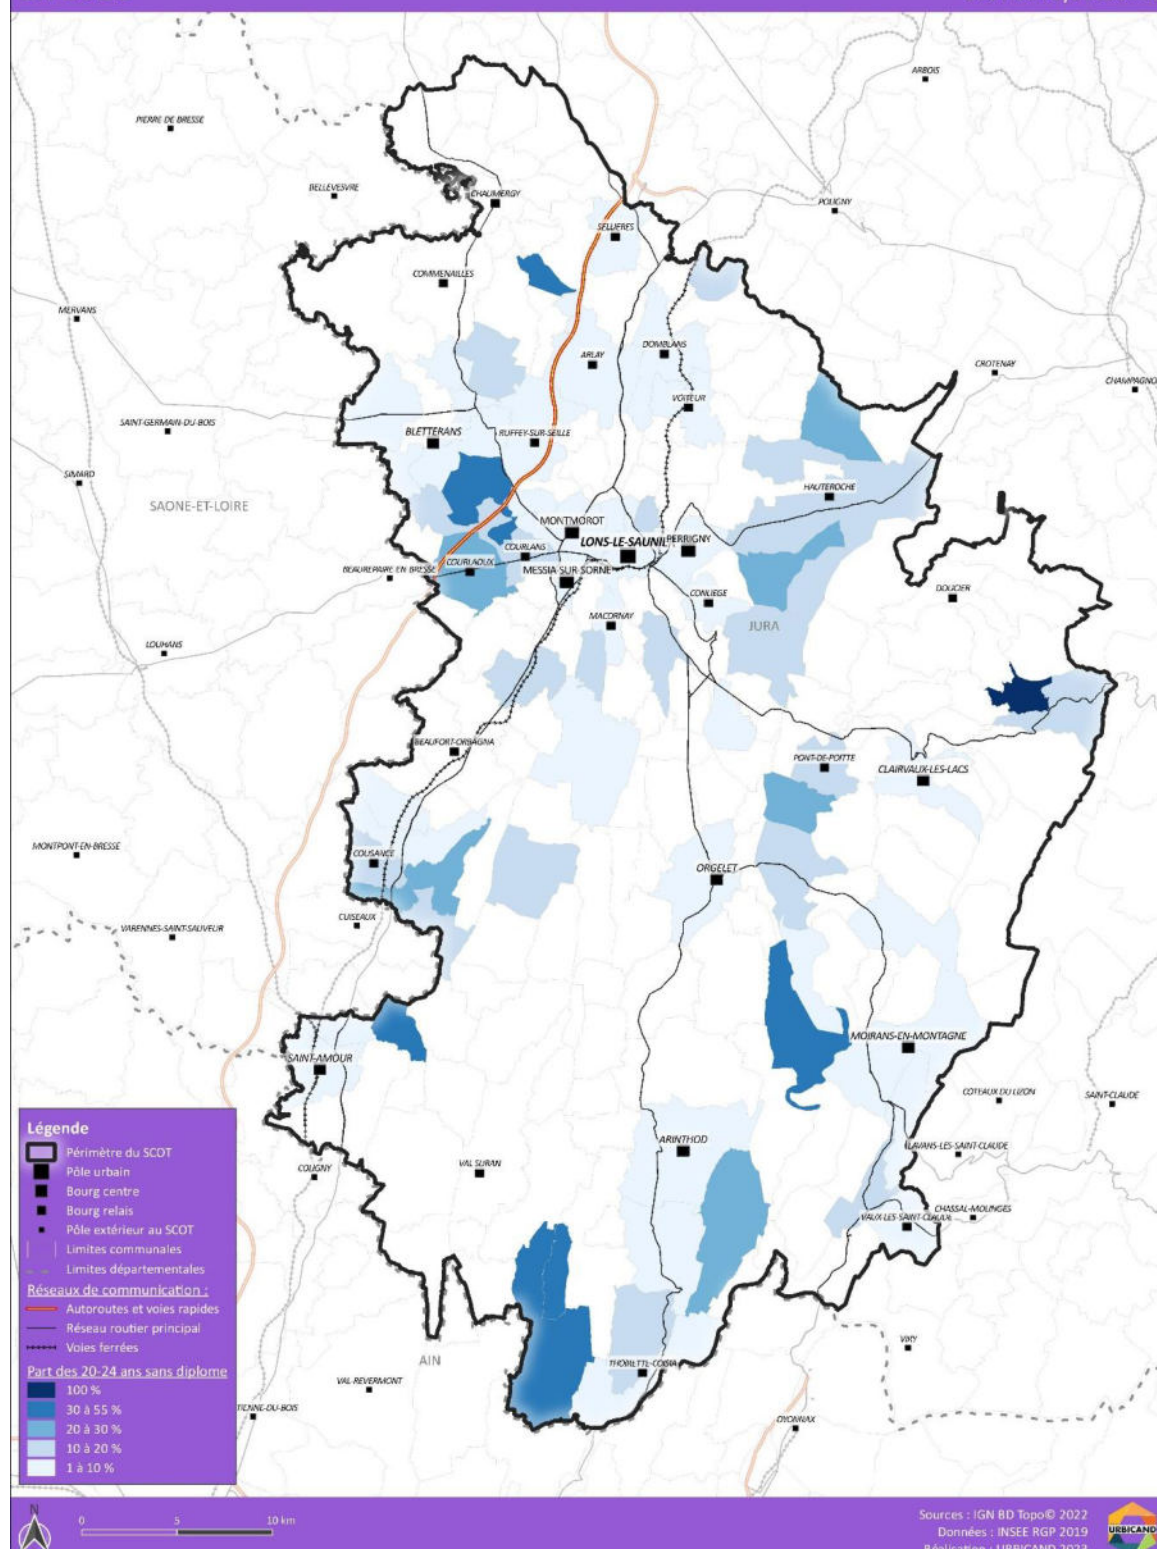 ARBOIS
PIERRE-DE-BRESSE
BELLEVESVRE
CHAUMERGY
POLIGNY
SELLIERES
COMMENAILLES
MERVANS
DOMBLANS
ARLAY
CROTENAY
CHAMPAGNO
VOITEUR
SAINT-GERMAIN-DU-BOIS
BLETTERANS
RUFFEY-SUR-SEILLE
SIMARD
HAUTEROCHE
SAONE-ET-LOIRE
MONTMOROT
LONS-LE-SAUNIE
PERRIGNY
COURLANS
COURLAOUX
BEAUREPAIRE-EN-BRESSE
MESSIA-SUR-SORNE
DOUCIER
CONLIEGE
MACORNAY
JURA
LOUHANS
BEAUFORT-ORBAGNA
PONT-DE-POITTE
CLAIRVAUX-LES-LACS
MONTPONT-EN-BRESSE
COUSANCE
ORGELET
CUISEAUX
VARENNES-SAINT-SAUVEUR
MOIRANS-EN-MONTAGNE
SAINT-AMOUR
COTEAUX DU LIZON
SAINT-CLAUDE
ARINTHOD
LAVANS-LES-SAINT-CLAUDE
COLIGNY
VAL SURAN
CHASSAL-MOLINGES
VAUX-LES-SAINT-CLAUDE
VIRY
AIN
THOIRETTE-COISIA
VAL-REVERMONT
TIENNE-DU-BOIS
OYONNAX
Légende
Périmètre du SCOT
Pôle urbain
Bourg centre
Bourg relais
Pôle extérieur au SCOT
Limites communales
Limites départementales
Réseaux de communication :
Autoroutes et voies rapides
Réseau routier principal
Voies ferrées
Part des 20-24 ans sans diplome
100 %
30 à 55 %
20 à 30 %
10 à 20 %
1 à 10 %
N
0 5 10 km
Sources : IGN BD Topo© 2022
Données : INSEE RGP 2019
Réalisation : URBICAND 2023
URBICAND